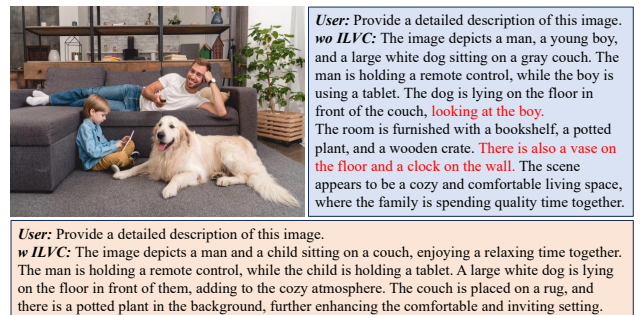 User: Provide a detailed description of this image.
wo ILVC: The image depicts a man, a young boy,
and a large white dog sitting on a gray couch. The
man is holding a remote control, while the boy is
using a tablet. The dog is lying on the floor in
front of the couch, looking at the boy.
The room is furnished with a bookshelf, a potted
plant, and a wooden crate. There is also a vase on
the floor and a clock on the wall. The scene
appears to be a cozy and comfortable living space,
where the family is spending quality time together.
User: Provide a detailed description of this image.
w ILVC: The image depicts a man and a child sitting on a couch, enjoying a relaxing time together.
The man is holding a remote control, while the child is holding a tablet. A large white dog is lying
on the floor in front of them, adding to the cozy atmosphere. The couch is placed on a rug, and
there is a potted plant in the background, further enhancing the comfortable and inviting setting.